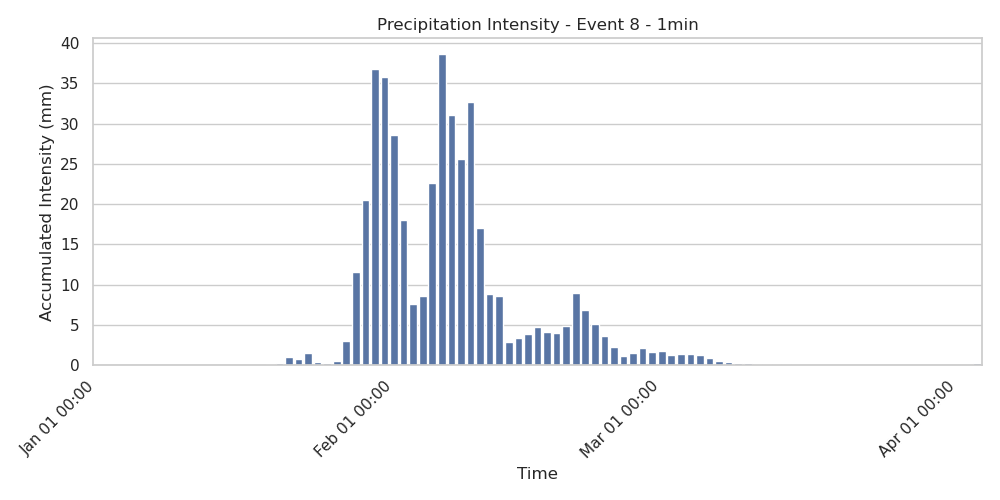 Precipitation Intensity - Event 8 - 1min
Accumulated Intensity (mm)
40
35
30
25
20
15
10
5
0
Jan 01 00:00
Feb 01 00:00
Mar 01 00:00
Apr 01 00:00
Time